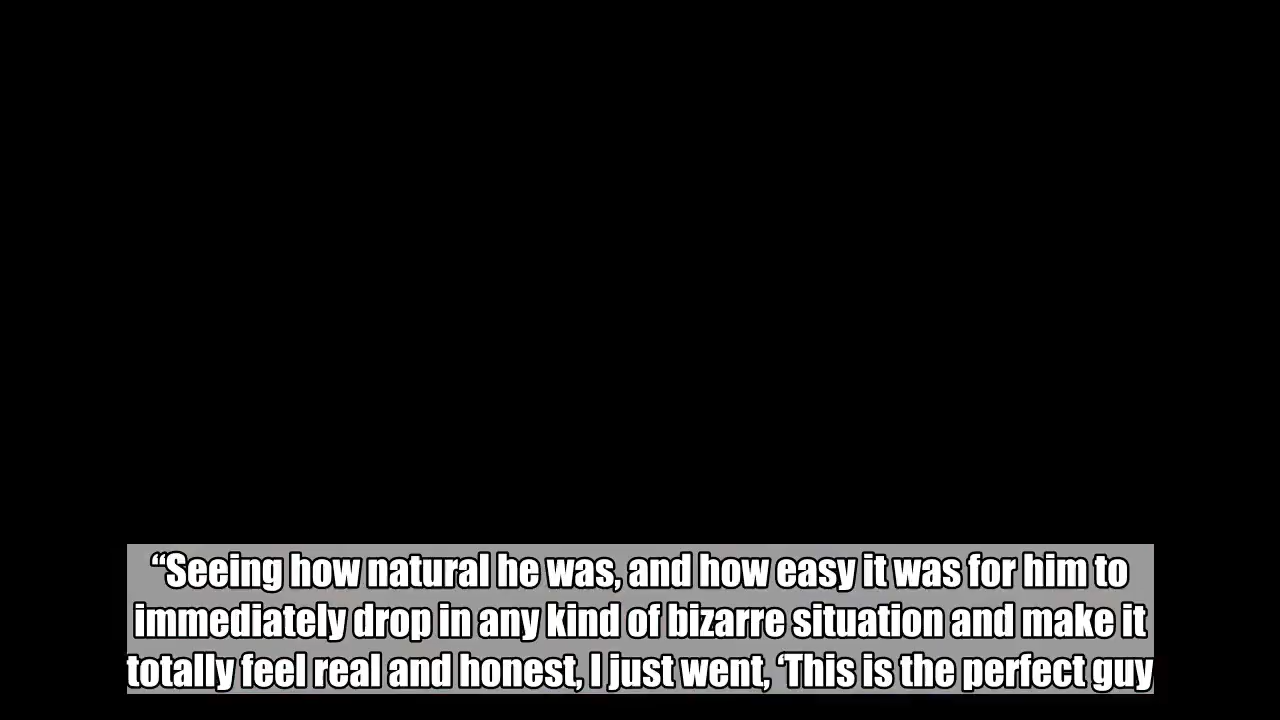 “Seeing how natural he was, and how easy it was for him to
immediately drop in any kind of bizarre situation and make it
totally feel real and honest, I just went, ‘This is the perfect guy